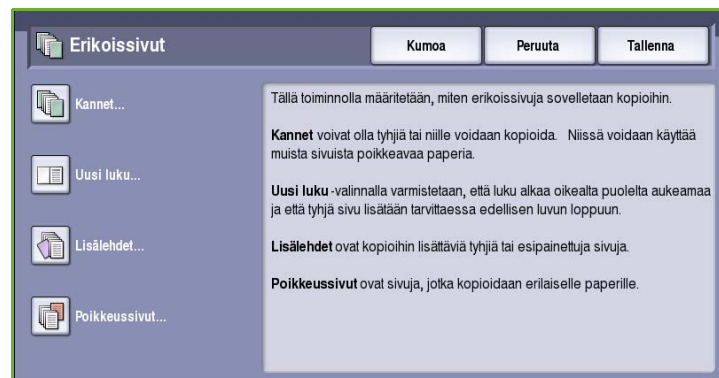 Erikoissivut
Kumoa
Peruuta
Tallenna
Kannet...
Uusi luku...
Lisälehdet...
Poikkeussivut...
Tällä toiminnolla määritetään, miten erikoissivuja sovelletaan kopioihin.
Kannet voivat olla tyhjiä tai niille voidaan kopioida. Niissä voidaan käyttää
muista sivuista poikkeavaa paperia.
Uusi luku -valinnalla varmistetaan, että luku alkaa oikealta puolelta aukeamaa
ja että tyhjä sivu lisätään tarvittaessa edellisen luvun loppuun.
Lisälehdet ovat kopioihin lisättäviä tyhjiä tai esipainettuja sivuja.
Poikkeussivut ovat sivuja, jotka kopioidaan erilaiselle paperille.